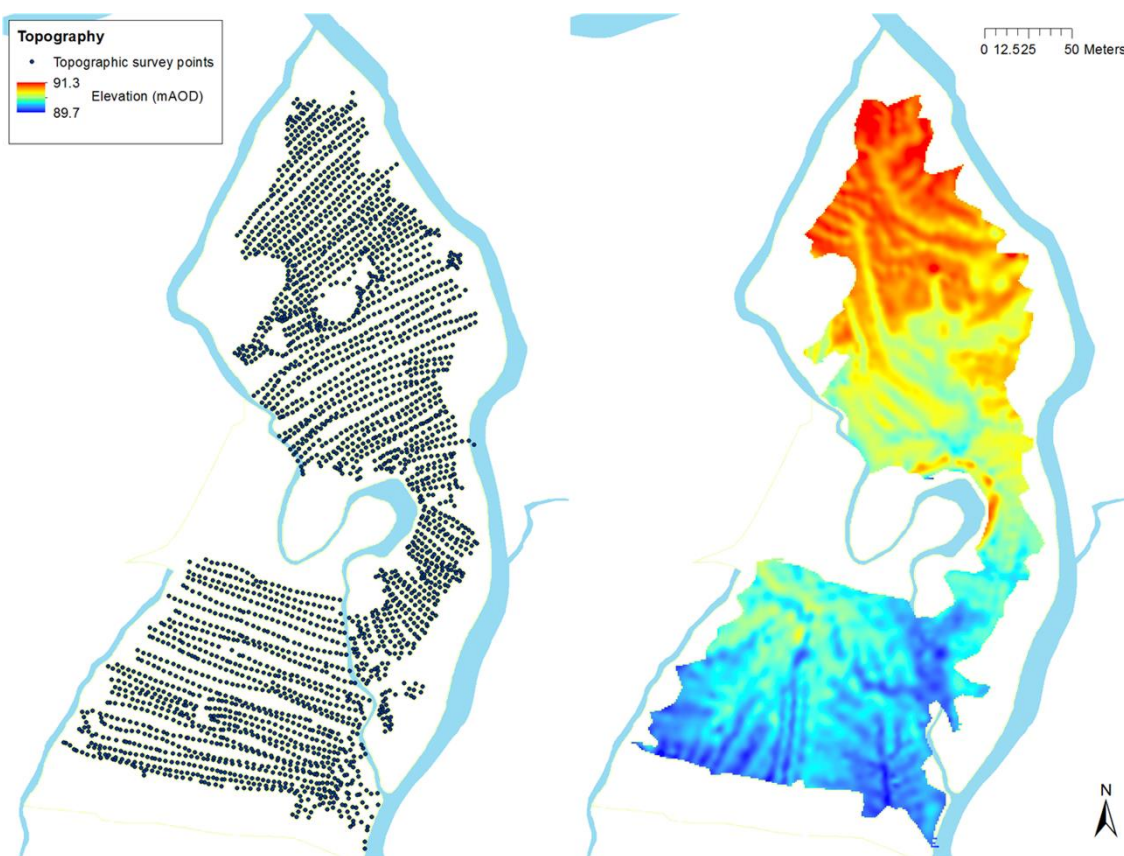 Topography
Topographic survey points
91.3
Elevation (mAOD)
89.7
0 12.525 50 Meters
N